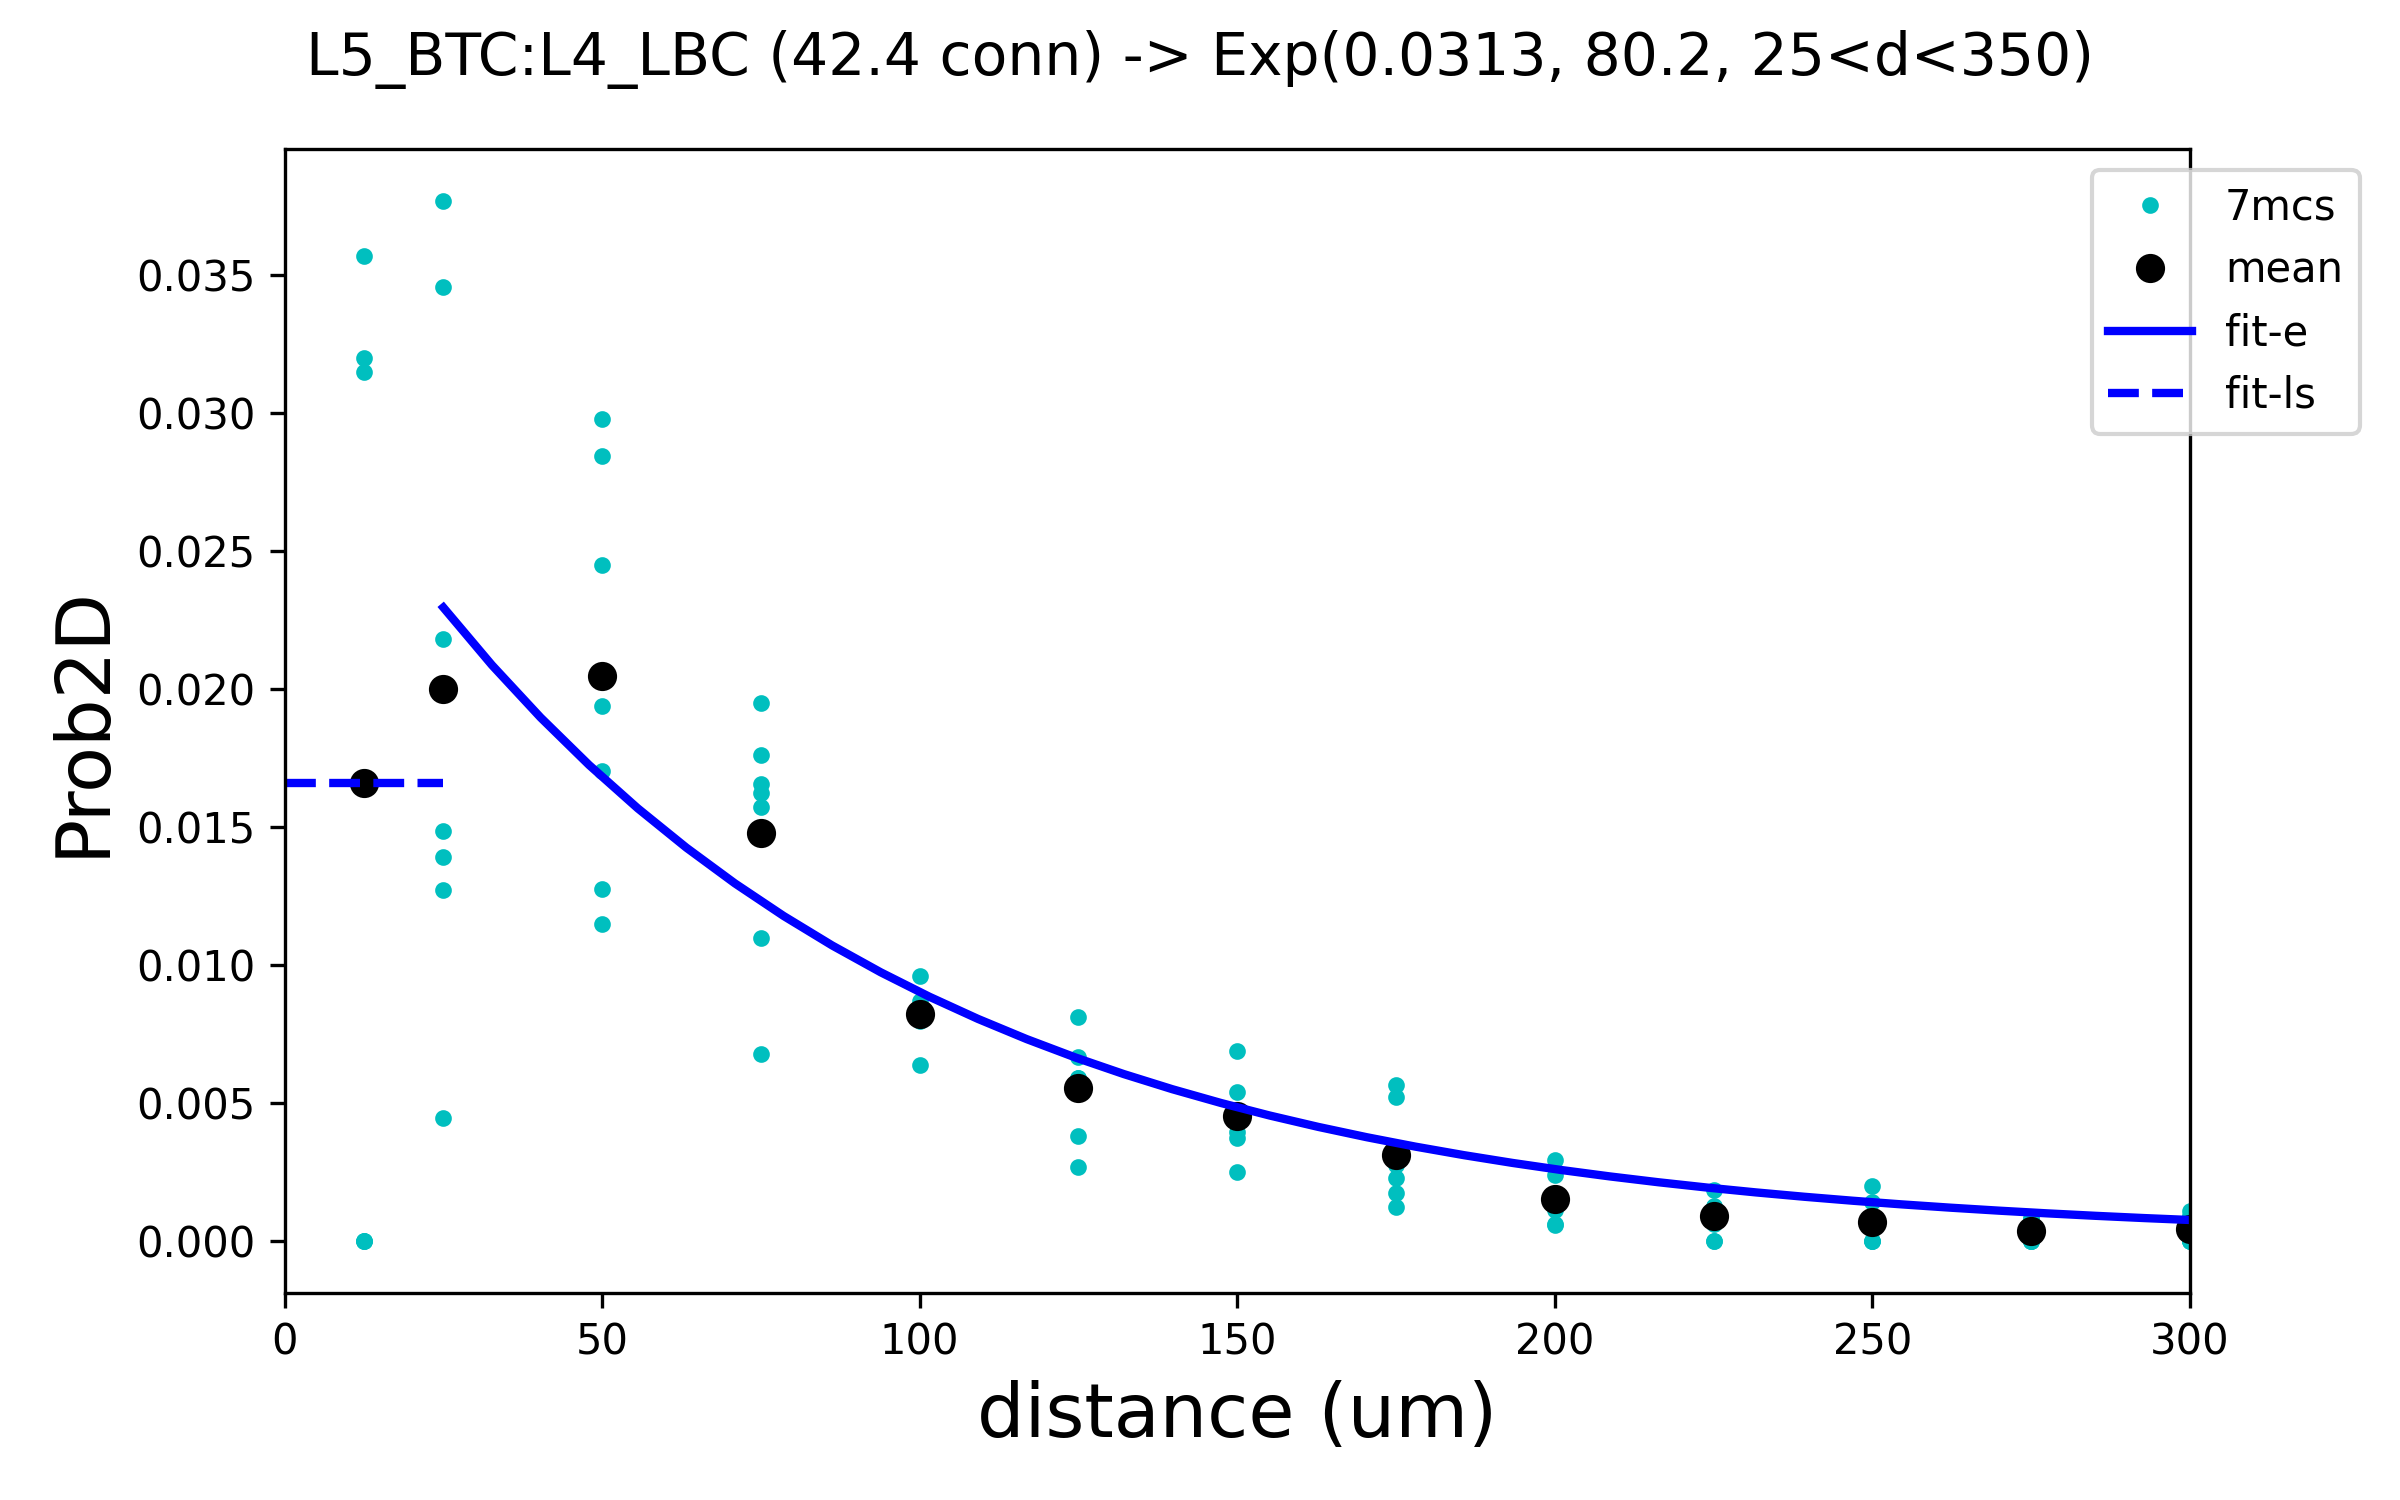 L5_BTC:L4_LBC (42.4 conn) -> Exp(0.0313, 80.2, 25<d<350)
7mcs
mean
fit-e
fit-ls
Prob2D
0.035
0.030
0.025
0.020
0.015
0.010
0.005
0.000
0 50 100 150 200 250 300
distance (um)